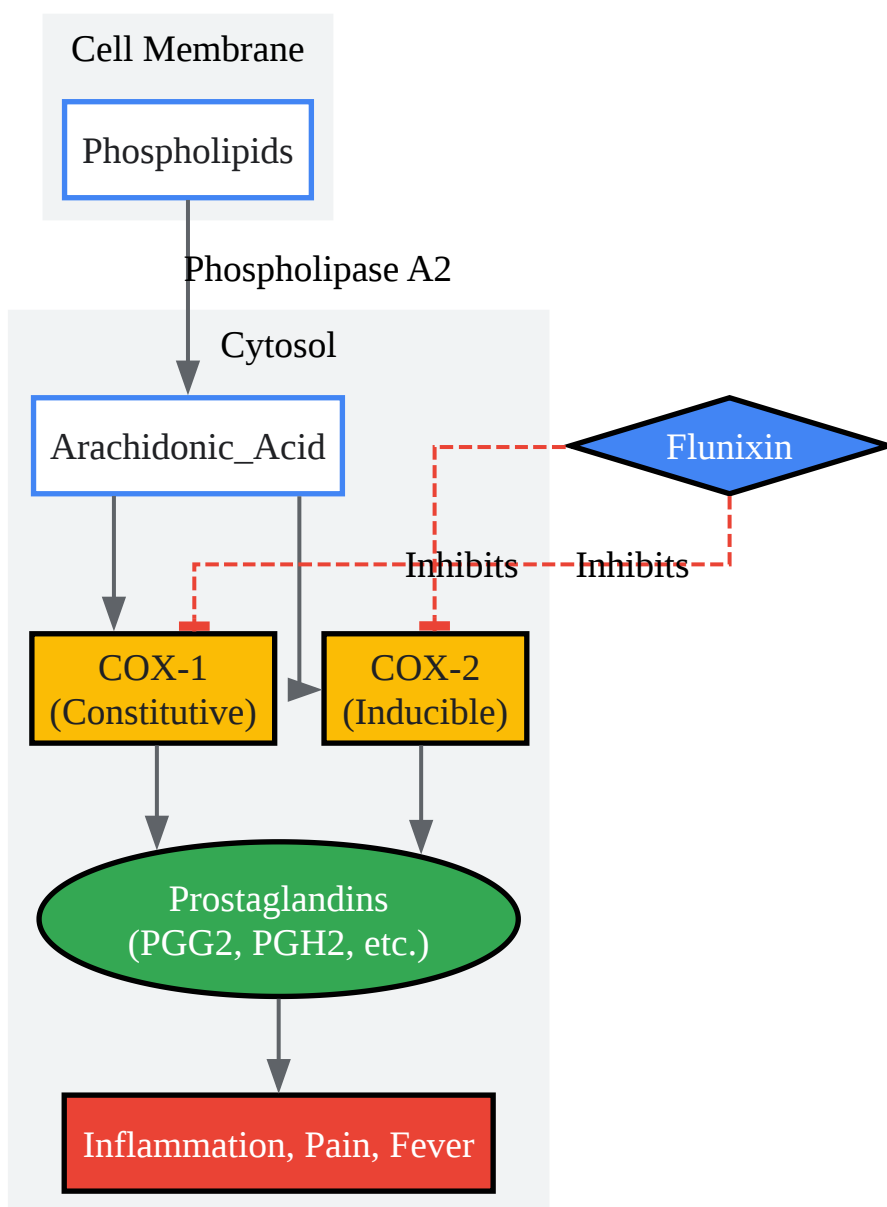 Cell Membrane
Phospholipids
Phospholipase A2
Cytosol
Arachidonic_Acid
Flunixin
Inhibits
Inhibits
COX-1
(Constitutive)
COX-2
(Inducible)
Prostaglandins
(PGG2, PGH2, etc.)
Inflammation, Pain, Fever